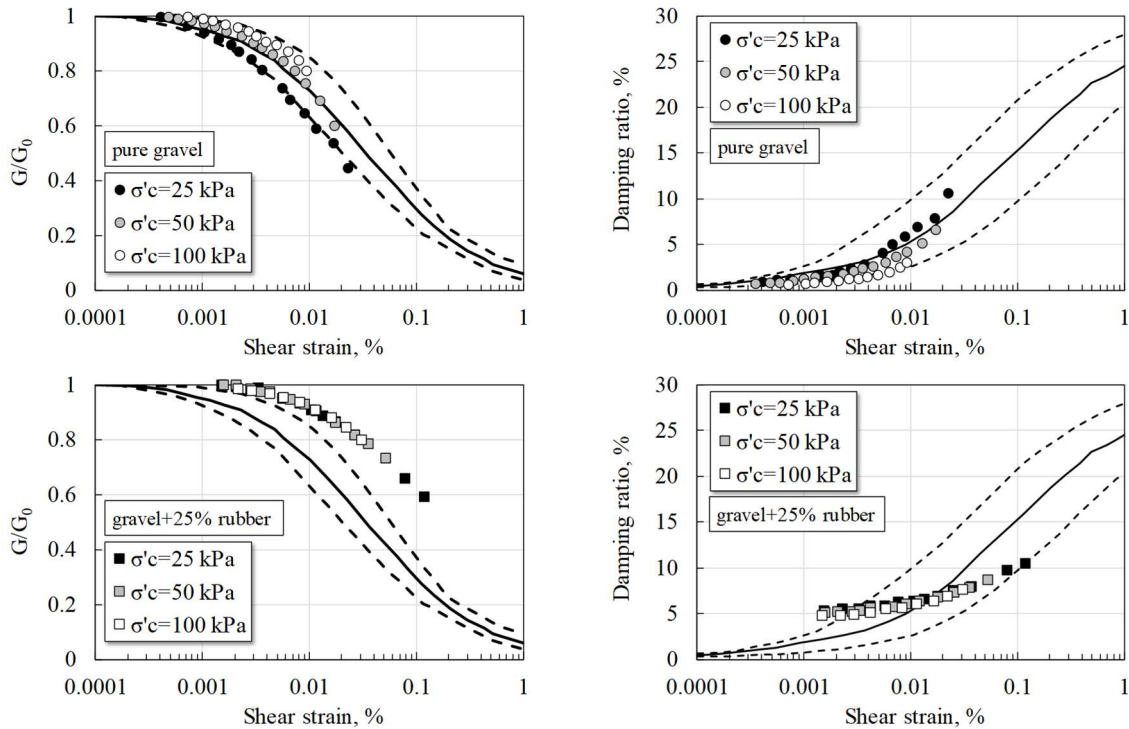 1
0.8
0.6
0.4
0.2
0
G/G₀
pure gravel
σ'c=25 kPa
σ'c=50 kPa
σ'c=100 kPa
0.0001 0.001 0.01 0.1 1
Shear strain, %
30
25
20
15
10
5
0
Damping ratio, %
σ'c=25 kPa
σ'c=50 kPa
σ'c=100 kPa
pure gravel
0.0001 0.001 0.01 0.1 1
Shear strain, %
1
0.8
0.6
0.4
0.2
0
G/G₀
gravel+25% rubber
σ'c=25 kPa
σ'c=50 kPa
σ'c=100 kPa
0.0001 0.001 0.01 0.1 1
Shear strain, %
30
25
20
15
10
5
0
Damping ratio, %
σ'c=25 kPa
σ'c=50 kPa
σ'c=100 kPa
gravel+25% rubber
0.0001 0.001 0.01 0.1 1
Shear strain, %